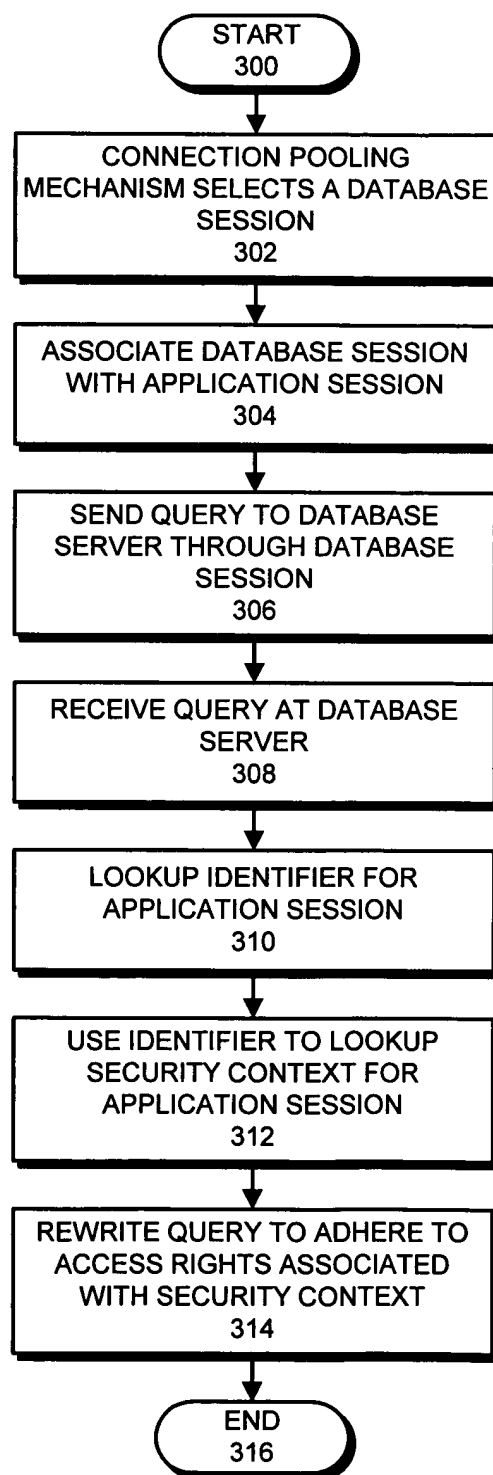 START
300
CONNECTION POOLING
MECHANISM SELECTS A DATABASE
SESSION
302
ASSOCIATE DATABASE SESSION
WITH APPLICATION SESSION
304
SEND QUERY TO DATABASE
SERVER THROUGH DATABASE
SESSION
306
RECEIVE QUERY AT DATABASE
SERVER
308
LOOKUP IDENTIFIER FOR
APPLICATION SESSION
310
USE IDENTIFIER TO LOOKUP
SECURITY CONTEXT FOR
APPLICATION SESSION
312
REWRITE QUERY TO ADHERE TO
ACCESS RIGHTS ASSOCIATED
WITH SECURITY CONTEXT
314
END
316